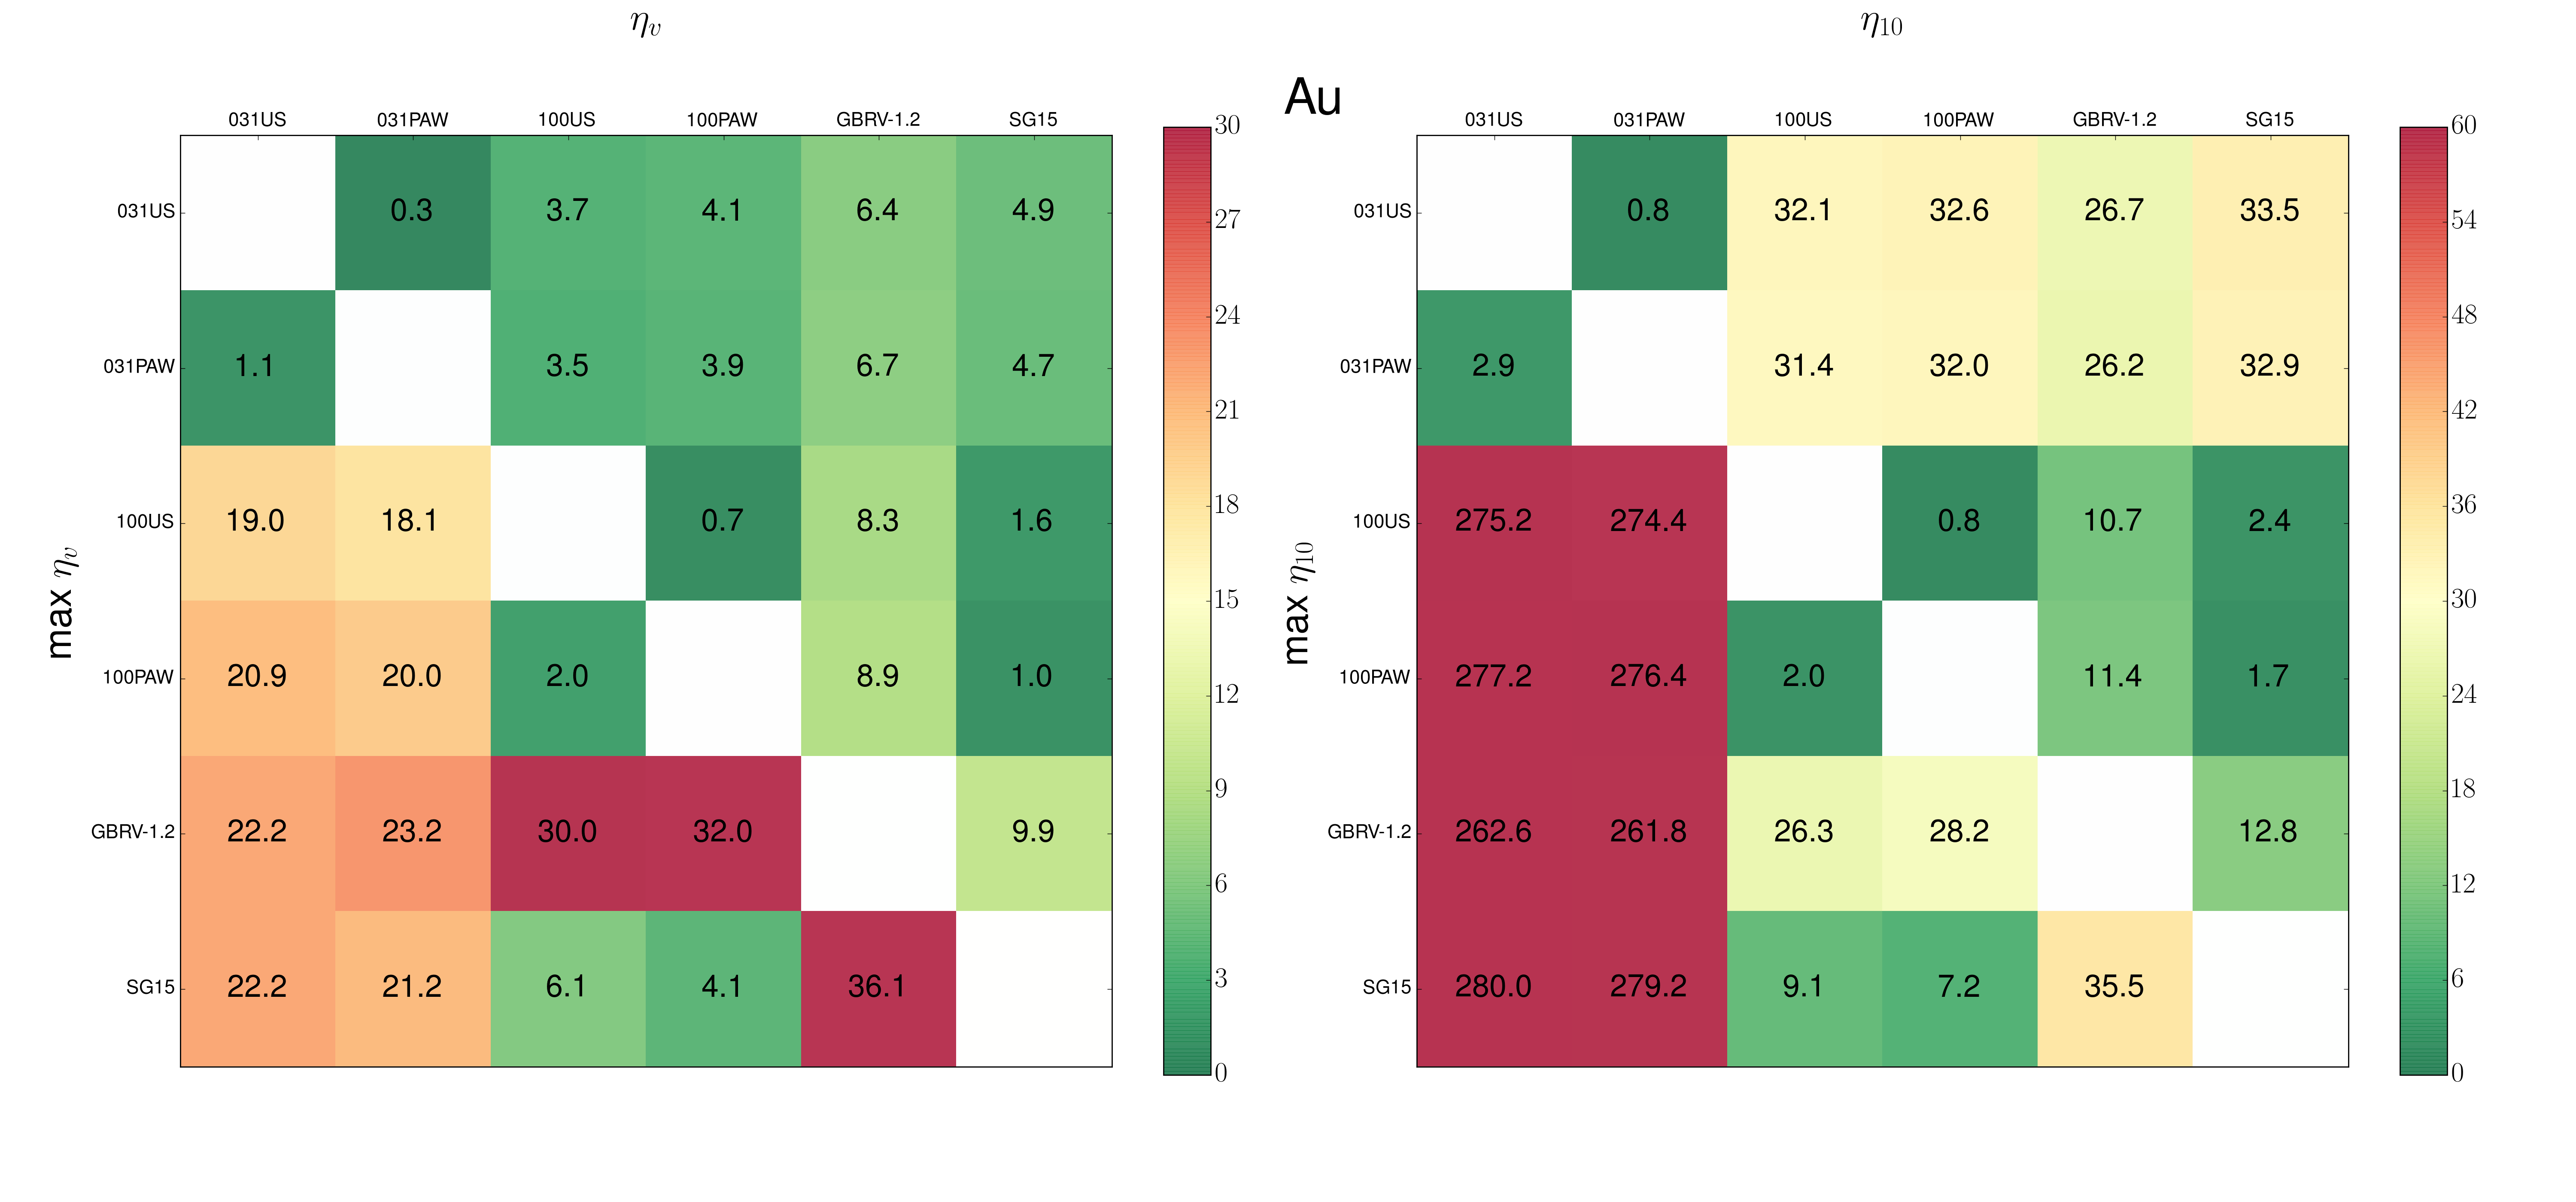 η_v
031US 031PAW 100US 100PAW GBRV-1.2 SG15
031US 0.3 3.7 4.1 6.4 4.9
031PAW 1.1 3.5 3.9 6.7 4.7
100US 19.0 18.1 0.7 8.3 1.6
100PAW 20.9 20.0 2.0 8.9 1.0
GBRV-1.2 22.2 23.2 30.0 32.0 9.9
SG15 22.2 21.2 6.1 4.1 36.1
max η_v
30
27
24
21
18
15
12
9
6
3
0
Au
η_10
031US 031PAW 100US 100PAW GBRV-1.2 SG15
031US 0.8 32.1 32.6 26.7 33.5
031PAW 2.9 31.4 32.0 26.2 32.9
100US 275.2 274.4 0.8 10.7 2.4
100PAW 277.2 276.4 2.0 11.4 1.7
GBRV-1.2 262.6 261.8 26.3 28.2 12.8
SG15 280.0 279.2 9.1 7.2 35.5
max η_10
60
54
48
42
36
30
24
18
12
6
0